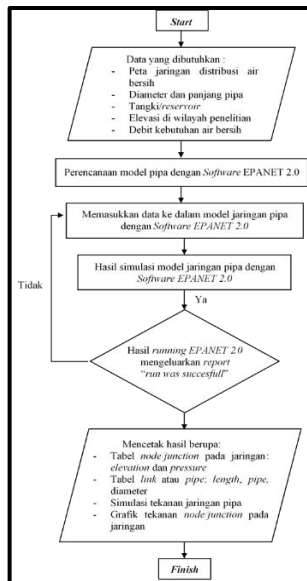 Start
Data yang dibutuhkan :
- Peta jaringan distribusi air
bersih
- Diameter dan panjang pipa
- Tangki/reservoir
- Elevasi di wilayah penelitian
- Debit kebutuhan air bersih
Perencanaan model pipa dengan Software EPANET 2.0
Memasukkan data ke dalam model jaringan pipa
dengan Software EPANET 2.0
Tidak
Hasil simulasi model jaringan pipa dengan
Software EPANET 2.0
Ya
Hasil running EPANET 2.0
mengeluarkan report
“run was succesfull”
Mencetak hasil berupa:
- Tabel node junction pada jaringan:
elevation dan pressure
- Tabel link atau pipe: length, pipe,
diameter
- Simulasi tekanan jaringan pipa
- Grafik tekanan node junction pada
jaringan
Finish